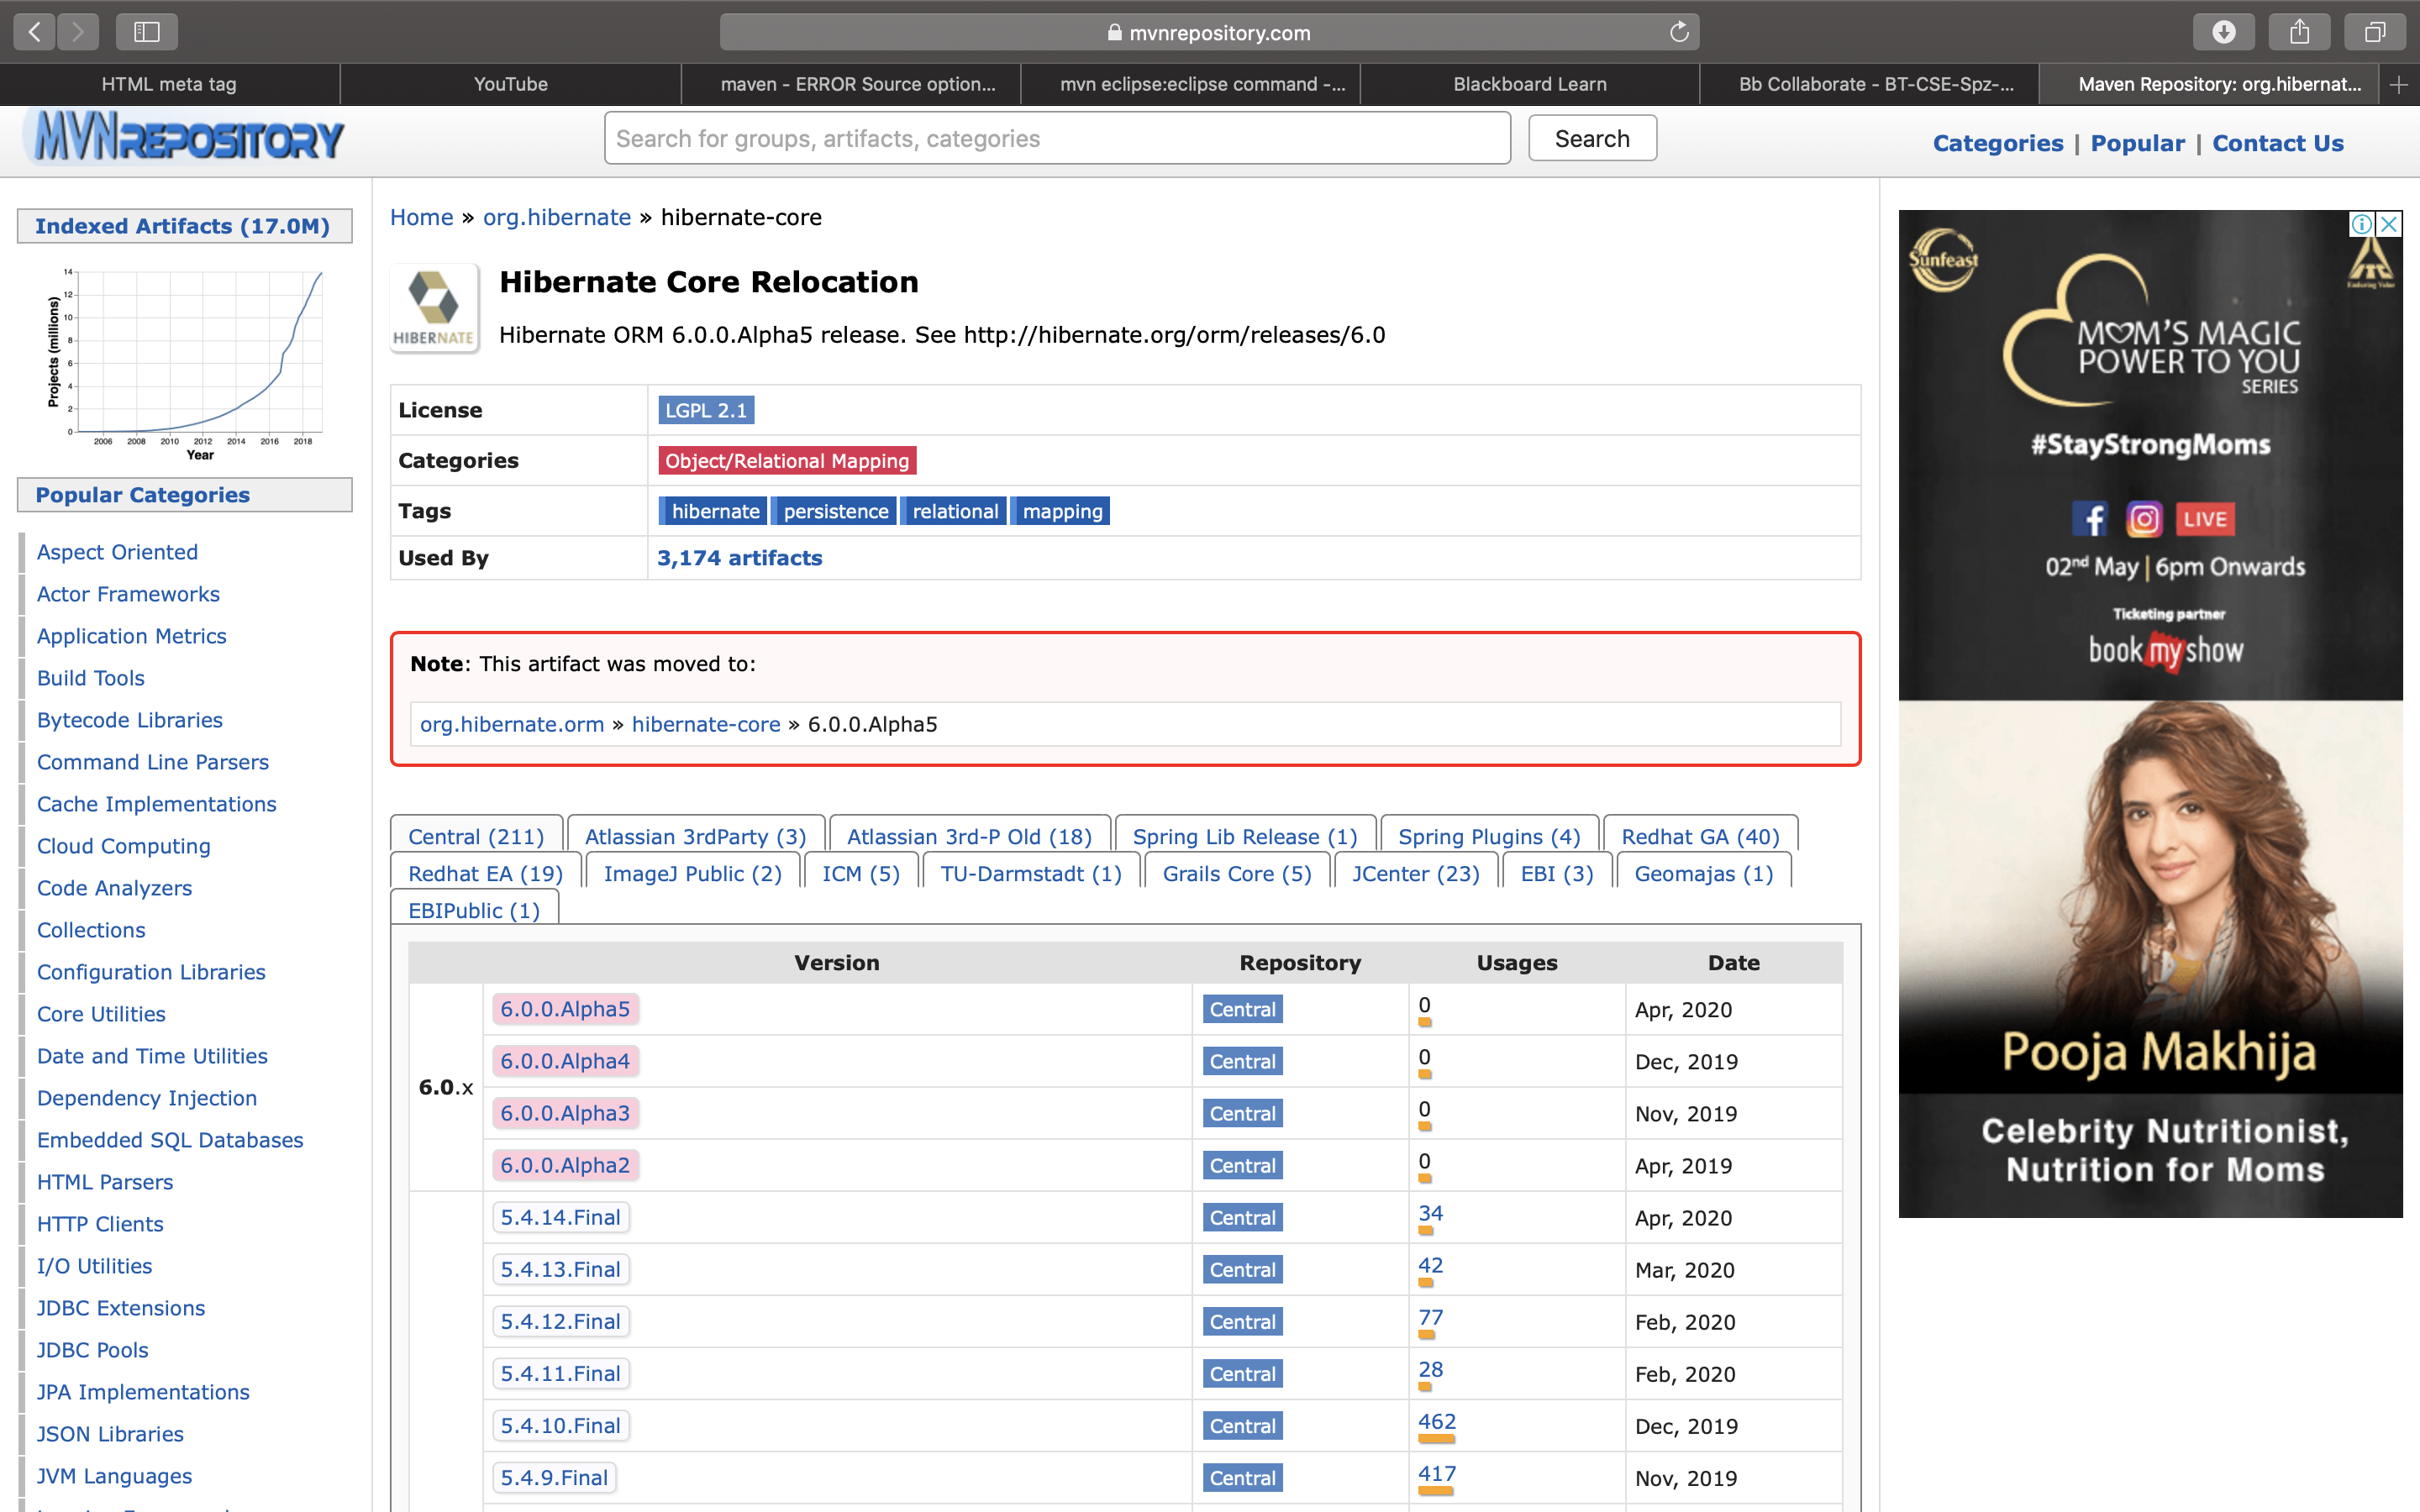 mvnrepository.com
HTML meta tag
YouTube
maven - ERROR Source option...
mvn eclipse:eclipse command -...
Blackboard Learn
Bb Collaborate - BT-CSE-Spz-...
Maven Repository: org.hibernat...
MVNREPOSITORY
Search for groups, artifacts, categories
Search
Categories | Popular | Contact Us
Indexed Artifacts (17.0M)
Projects (millions)
14
12
10
8
6
4
2
0
2006 2008 2010 2012 2014 2016 2018
Year
Popular Categories
Aspect Oriented
Actor Frameworks
Application Metrics
Build Tools
Bytecode Libraries
Command Line Parsers
Cache Implementations
Cloud Computing
Code Analyzers
Collections
Configuration Libraries
Core Utilities
Date and Time Utilities
Dependency Injection
Embedded SQL Databases
HTML Parsers
HTTP Clients
I/O Utilities
JDBC Extensions
JDBC Pools
JPA Implementations
JSON Libraries
JVM Languages
Home » org.hibernate » hibernate-core
HIBERNATE
Hibernate Core Relocation
Hibernate ORM 6.0.0.Alpha5 release. See http://hibernate.org/orm/releases/6.0
License LGPL 2.1
Categories Object/Relational Mapping
Tags hibernate persistence relational mapping
Used By 3,174 artifacts
Note: This artifact was moved to:
org.hibernate.orm » hibernate-core » 6.0.0.Alpha5
Central (211) Atlassian 3rdParty (3) Atlassian 3rd-P Old (18) Spring Lib Release (1) Spring Plugins (4) Redhat GA (40)
Redhat EA (19) ImageJ Public (2) ICM (5) TU-Darmstadt (1) Grails Core (5) JCenter (23) EBI (3) Geomajas (1)
EBIPublic (1)
Version Repository Usages Date
6.0.x
6.0.0.Alpha5 Central 0 Apr, 2020
6.0.0.Alpha4 Central 0 Dec, 2019
6.0.0.Alpha3 Central 0 Nov, 2019
6.0.0.Alpha2 Central 0 Apr, 2019
5.4.14.Final Central 34 Apr, 2020
5.4.13.Final Central 42 Mar, 2020
5.4.12.Final Central 77 Feb, 2020
5.4.11.Final Central 28 Feb, 2020
5.4.10.Final Central 462 Dec, 2019
5.4.9.Final Central 417 Nov, 2019
Sunfeast
ITC
Enduring Value
MOM'S MAGIC
POWER TO YOU
SERIES
#StayStrongMoms
LIVE
02nd May | 6pm Onwards
Ticketing partner
book my show
Pooja Makhija
Celebrity Nutritionist,
Nutrition for Moms